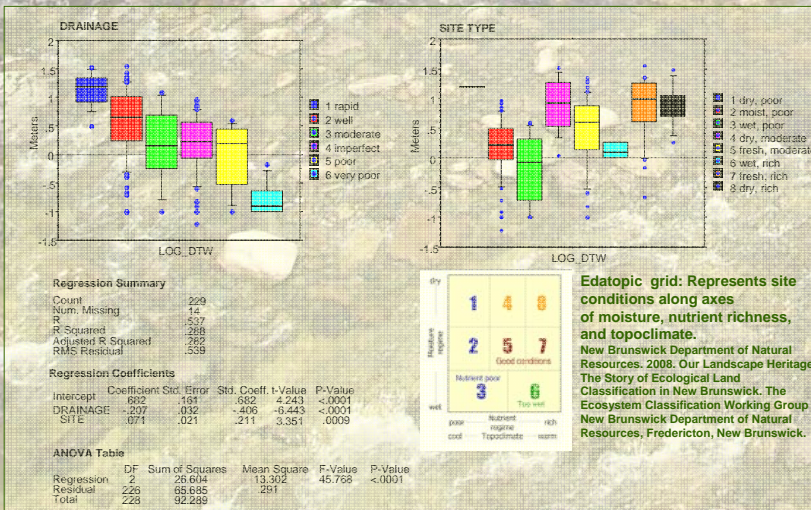 DRAINAGE
2
1.5
1
.5
0
-.5
-1
-1.5
Meters
LOG_DTW
1 rapid
2 well
3 moderate
4 imperfect
5 poor
6 very poor
SITE TYPE
2
1.5
1
.5
0
-.5
-1
-1.5
Meters
LOG_DTW
1 dry, poor
2 moist, poor
3 wet, poor
4 dry, moderate
5 fresh, moderate
6 wet, rich
7 fresh, rich
8 dry, rich
Regression Summary
Count 229
Num. Missing 14
R .537
R Squared .288
Adjusted R Squared .282
RMS Residual .539
Regression Coefficients
Coefficient Std. Error Std. Coeff. t-Value P-Value
Intercept .682 .161 .682 4.243 <.0001
DRAINAGE -.207 .032 -.406 -6.443 <.0001
SITE .071 .021 .211 3.351 .0009
ANOVA Table
DF Sum of Squares Mean Square F-Value P-Value
Regression 2 26.604 13.302 45.768 <.0001
Residual 226 65.685 .291
Total 228 92.289
dry
Moisture regime
wet
1 4 8
2 5 7
Good conditions
Nutrient poor
3 6
Too wet
poor Nutrient regime rich
cool Topoclimate warm
Edatopic grid: Represents site
conditions along axes
of moisture, nutrient richness,
and topoclimate.
New Brunswick Department of Natural
Resources. 2008. Our Landscape Heritage
The Story of Ecological Land
Classification in New Brunswick. The
Ecosystem Classification Working Group
New Brunswick Department of Natural
Resources, Fredericton, New Brunswick.